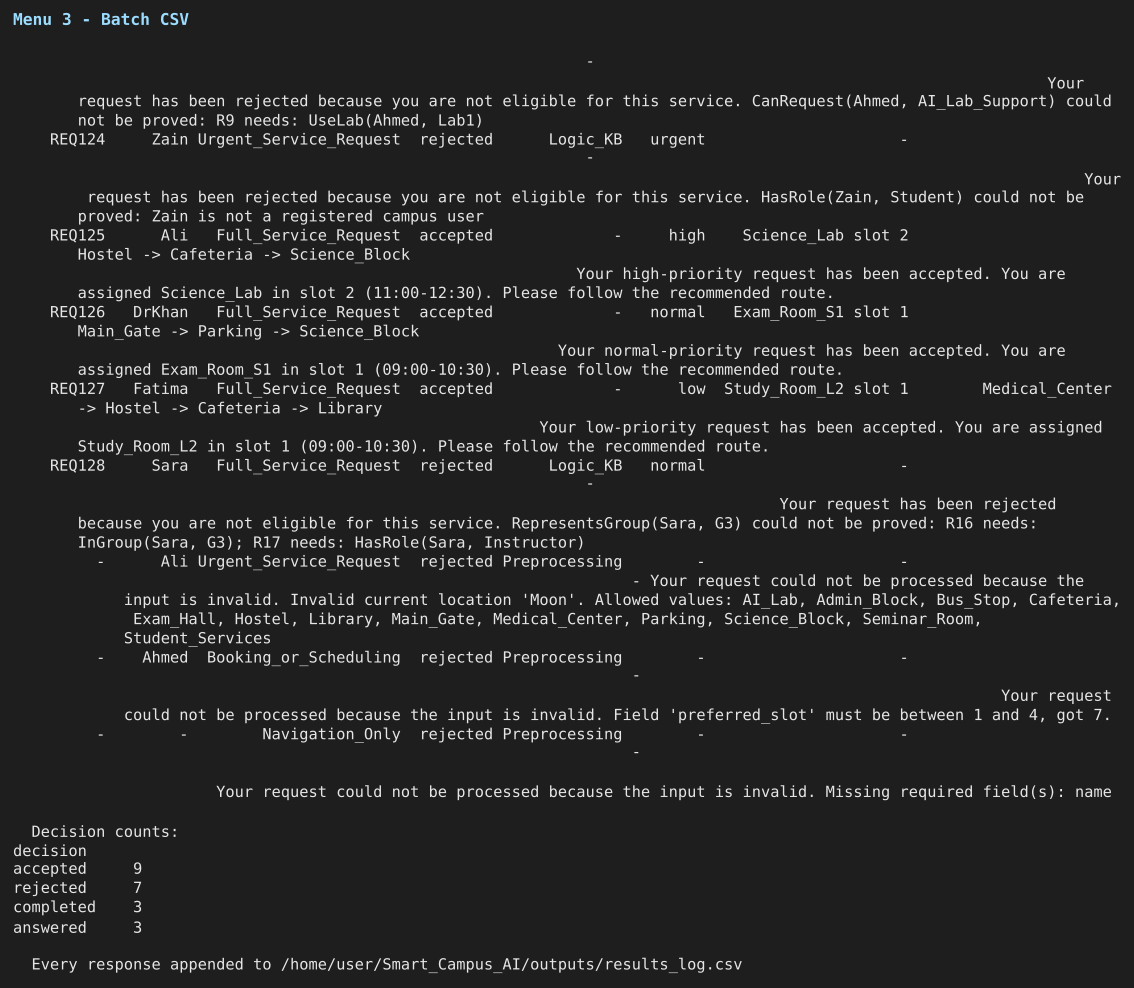 Menu 3 - Batch CSV
-
Your
request has been rejected because you are not eligible for this service. CanRequest(Ahmed, AI_Lab_Support) could
not be proved: R9 needs: UseLab(Ahmed, Lab1)
REQ124 Zain Urgent_Service_Request rejected Logic_KB urgent -
-
Your
request has been rejected because you are not eligible for this service. HasRole(Zain, Student) could not be
proved: Zain is not a registered campus user
REQ125 Ali Full_Service_Request accepted - high Science_Lab slot 2
Hostel -> Cafeteria -> Science_Block
Your high-priority request has been accepted. You are
assigned Science_Lab in slot 2 (11:00-12:30). Please follow the recommended route.
REQ126 DrKhan Full_Service_Request accepted - normal Exam_Room_S1 slot 1
Main_Gate -> Parking -> Science_Block
Your normal-priority request has been accepted. You are
assigned Exam_Room_S1 in slot 1 (09:00-10:30). Please follow the recommended route.
REQ127 Fatima Full_Service_Request accepted - low Study_Room_L2 slot 1 Medical_Center
-> Hostel -> Cafeteria -> Library
Your low-priority request has been accepted. You are assigned
Study_Room_L2 in slot 1 (09:00-10:30). Please follow the recommended route.
REQ128 Sara Full_Service_Request rejected Logic_KB normal -
-
Your request has been rejected
because you are not eligible for this service. RepresentsGroup(Sara, G3) could not be proved: R16 needs:
InGroup(Sara, G3); R17 needs: HasRole(Sara, Instructor)
- Ali Urgent_Service_Request rejected Preprocessing - -
- Your request could not be processed because the
input is invalid. Invalid current location 'Moon'. Allowed values: AI_Lab, Admin_Block, Bus_Stop, Cafeteria,
Exam_Hall, Hostel, Library, Main_Gate, Medical_Center, Parking, Science_Block, Seminar_Room,
Student_Services
- Ahmed Booking_or_Scheduling rejected Preprocessing - -
-
Your request
could not be processed because the input is invalid. Field 'preferred_slot' must be between 1 and 4, got 7.
- - Navigation_Only rejected Preprocessing - -
-
Your request could not be processed because the input is invalid. Missing required field(s): name
Decision counts:
decision
accepted 9
rejected 7
completed 3
answered 3
Every response appended to /home/user/Smart_Campus_AI/outputs/results_log.csv